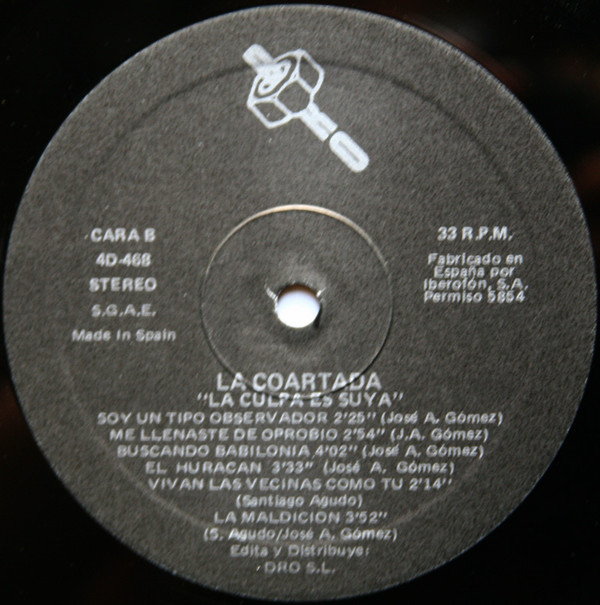 CARA B
4D-468
STEREO
S.G.A.E.
Made in Spain
33 R.P.M.
Fabricado en
España por
Iberofón, S.A.
Permiso 5854
LA COARTADA
"LA CULPA ES SUYA"
SOY UN TIPO OBSERVADOR 2'25" (José A. Gómez)
ME LLENASTE DE OPROBIO 2'54" (J.A. Gómez)
BUSCANDO BABILONIA 4'02" (José A. Gómez)
EL HURACAN 3'33" (José A. Gómez)
VIVAN LAS VECINAS COMO TU 2'14"
(Santiago Agudo)
LA MALDICION 3'52"
(S. Agudo/José A. Gómez)
Edita y Distribuye:
DRO S.L.